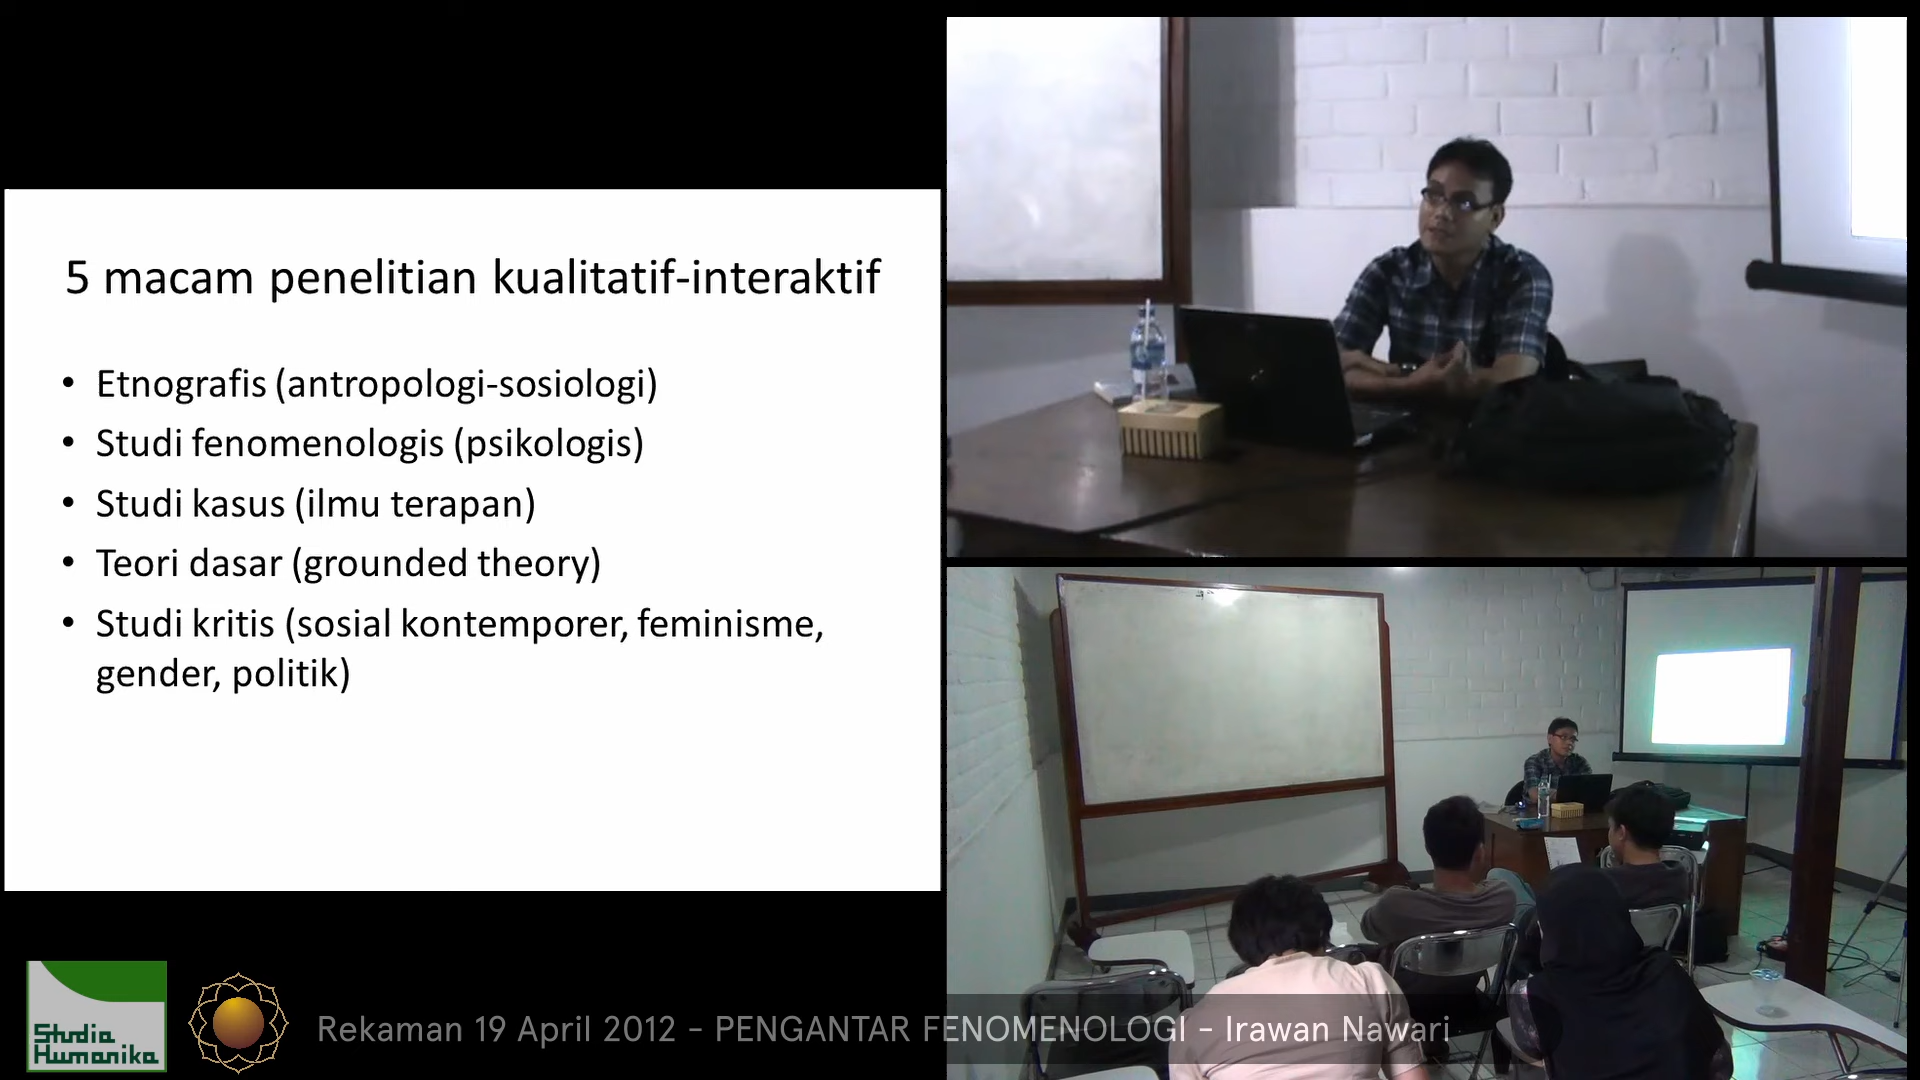 5 macam penelitian kualitatif-interaktif
• Etnografis (antropologi-sosiologi)
• Studi fenomenologis (psikologis)
• Studi kasus (ilmu terapan)
• Teori dasar (grounded theory)
• Studi kritis (sosial kontemporer, feminisme,
gender, politik)
Studia
Humanika
Rekaman 19 April 2012 - PENGANTAR FENOMENOLOGI - Irawan Nawari